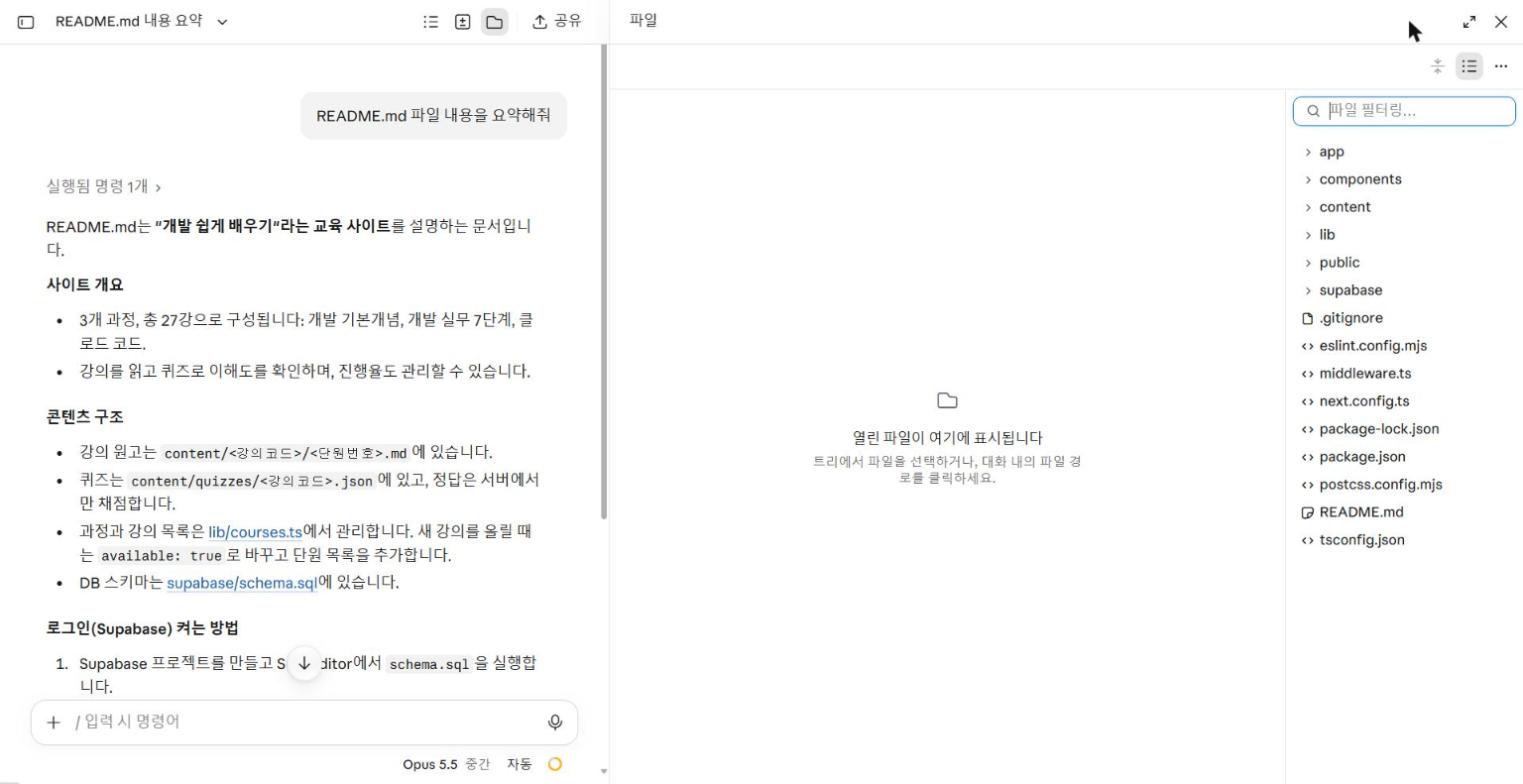 README.md 내용 요약
공유
README.md 파일 내용을 요약해줘
실행됨 명령 1개
README.md는 "개발 쉽게 배우기"라는 교육 사이트를 설명하는 문서입니
다.
사이트 개요
• 3개 과정, 총 27강으로 구성됩니다: 개발 기본개념, 개발 실무 7단계, 클
로드 코드.
• 강의를 읽고 퀴즈로 이해도를 확인하며, 진행율도 관리할 수 있습니다.
콘텐츠 구조
• 강의 원고는 content/<강의코드>/<단원번호>.md 에 있습니다.
• 퀴즈는 content/quizzes/<강의코드>.json 에 있고, 정답은 서버에서
만 채점합니다.
• 과정과 강의 목록은 lib/courses.ts에서 관리합니다. 새 강의를 올릴 때
는 available: true 로 바꾸고 단원 목록을 추가합니다.
• DB 스키마는 supabase/schema.sql에 있습니다.
로그인(Supabase) 켜는 방법
1. Supabase 프로젝트를 만들고 S ditor에서 schema.sql 을 실행합
니다.
/ 입력 시 명령어
Opus 5.5 중간 자동
파일
열린 파일이 여기에 표시됩니다
트리에서 파일을 선택하거나, 대화 내의 파일 경
로를 클릭하세요.
파일 필터링...
app
components
content
lib
public
supabase
.gitignore
eslint.config.mjs
middleware.ts
next.config.ts
package-lock.json
package.json
postcss.config.mjs
README.md
tsconfig.json